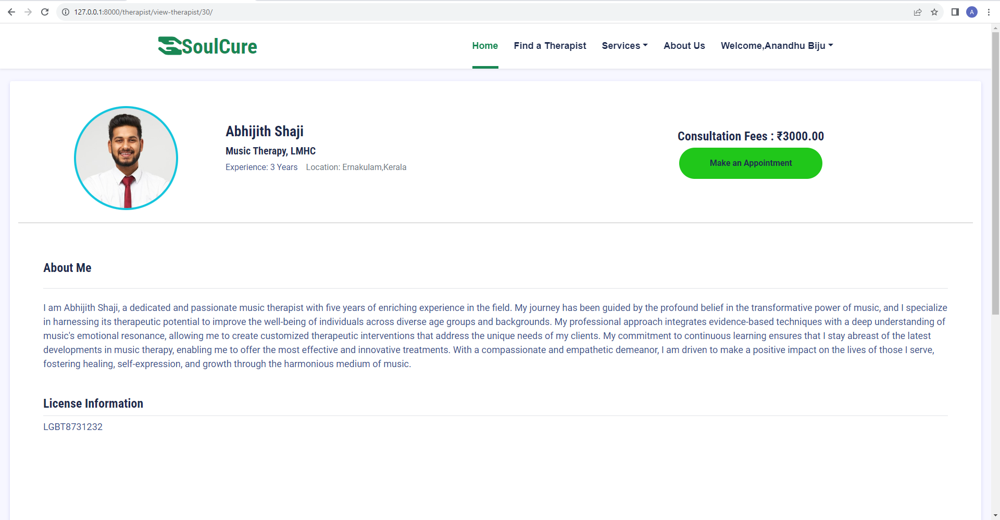 127.0.0.1:8000/therapist/view-therapist/30/
A
SoulCure
Home Find a Therapist Services About Us Welcome,Anandhu Biju
Abhijith Shaji
Music Therapy, LMHC
Experience: 3 Years Location: Ernakulam,Kerala
Consultation Fees : ₹3000.00
Make an Appointment
About Me
I am Abhijith Shaji, a dedicated and passionate music therapist with five years of enriching experience in the field. My journey has been guided by the profound belief in the transformative power of music, and I specialize
in harnessing its therapeutic potential to improve the well-being of individuals across diverse age groups and backgrounds. My professional approach integrates evidence-based techniques with a deep understanding of
music's emotional resonance, allowing me to create customized therapeutic interventions that address the unique needs of my clients. My commitment to continuous learning ensures that I stay abreast of the latest
developments in music therapy, enabling me to offer the most effective and innovative treatments. With a compassionate and empathetic demeanor, I am driven to make a positive impact on the lives of those I serve,
fostering healing, self-expression, and growth through the harmonious medium of music.
License Information
LGBT8731232